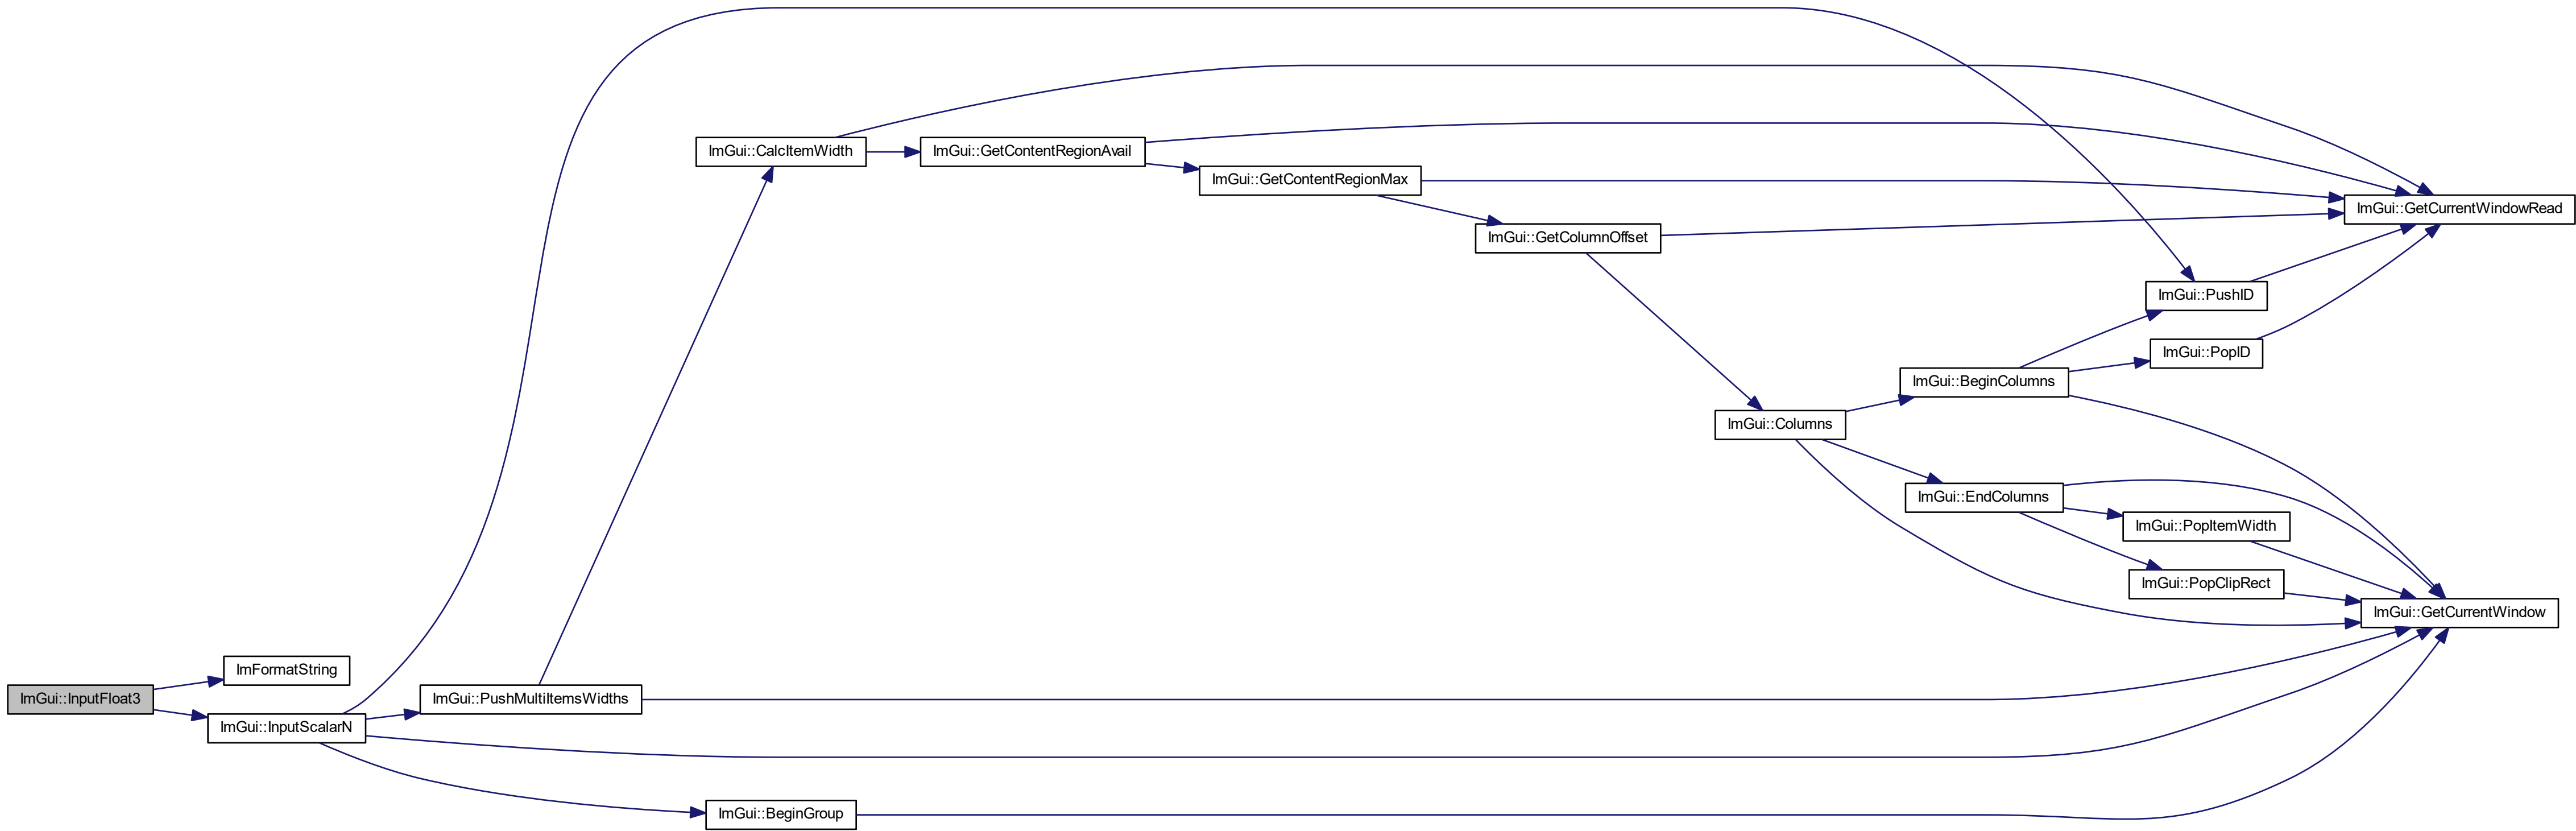 ImGui::InputFloat3
ImFormatString
ImGui::InputScalarN
ImGui::PushMultiItemsWidths
ImGui::BeginGroup
ImGui::CalcItemWidth
ImGui::GetContentRegionAvail
ImGui::GetContentRegionMax
ImGui::GetColumnOffset
ImGui::Columns
ImGui::BeginColumns
ImGui::EndColumns
ImGui::PushID
ImGui::PopID
ImGui::PopItemWidth
ImGui::PopClipRect
ImGui::GetCurrentWindowRead
ImGui::GetCurrentWindow